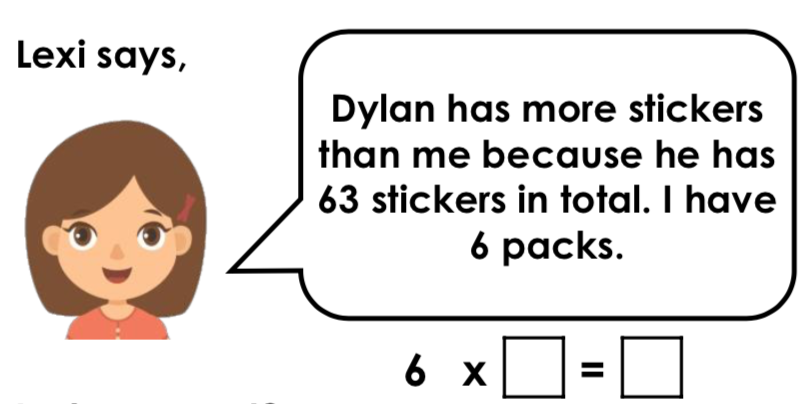 Lexi says,
Dylan has more stickers
than me because he has
63 stickers in total. I have
6 packs.
6 x □ = □